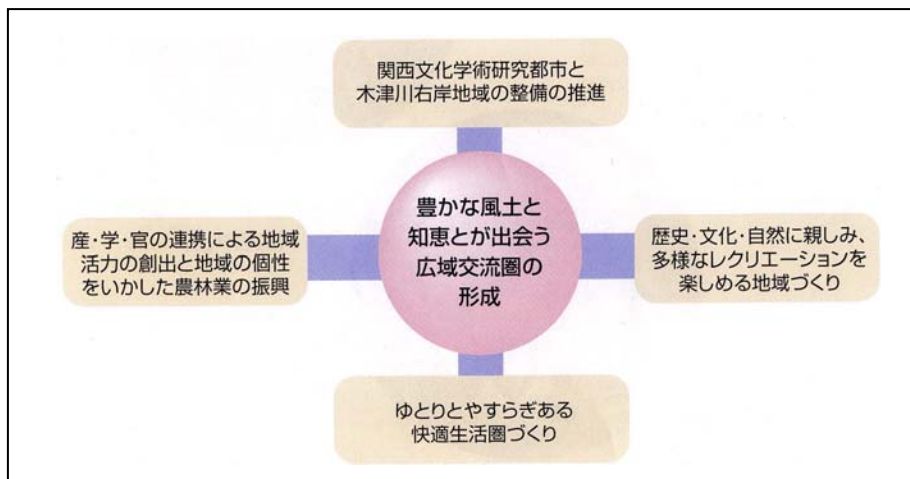 関西文化学術研究都市と
木津川右岸地域の整備の推進
豊かな風土と
知恵とが出会う
広域交流圏の
形成
産・学・官の連携による地域
活力の創出と地域の個性
をいかした農林業の振興
歴史・文化・自然に親しみ、
多様なレクリエーションを
楽しめる地域づくり
ゆとりとやすらぎある
快適生活圏づくり